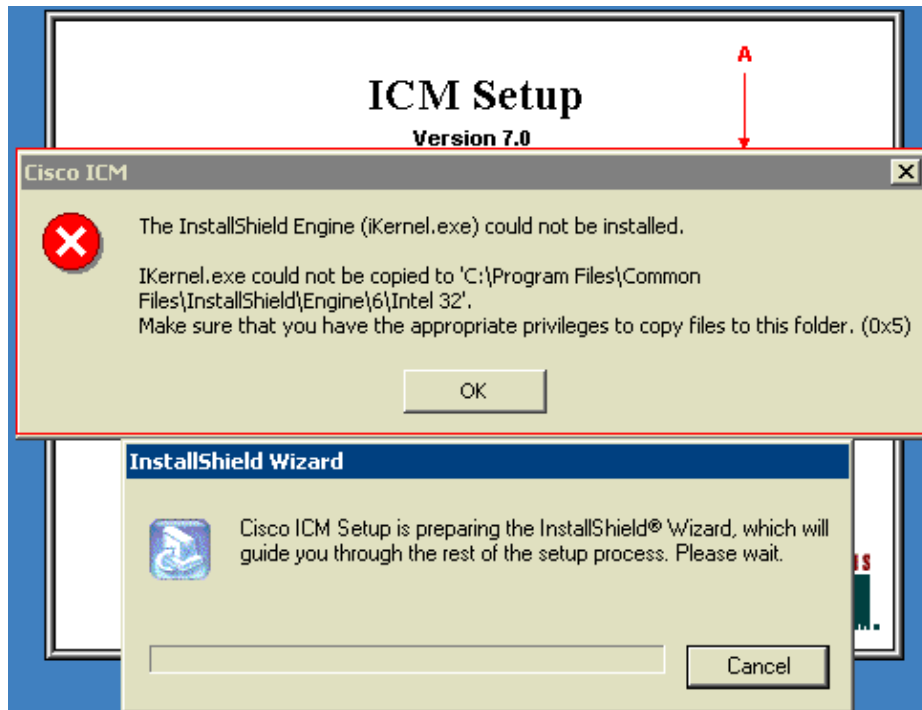 A
ICM Setup
Version 7.0
Cisco ICM
The InstallShield Engine (iKernel.exe) could not be installed.
IKernel.exe could not be copied to 'C:\Program Files\Common
Files\InstallShield\Engine\6\Intel 32'.
Make sure that you have the appropriate privileges to copy files to this folder. (0x5)
OK
InstallShield Wizard
Cisco ICM Setup is preparing the InstallShield® Wizard, which will
guide you through the rest of the setup process. Please wait.
Cancel